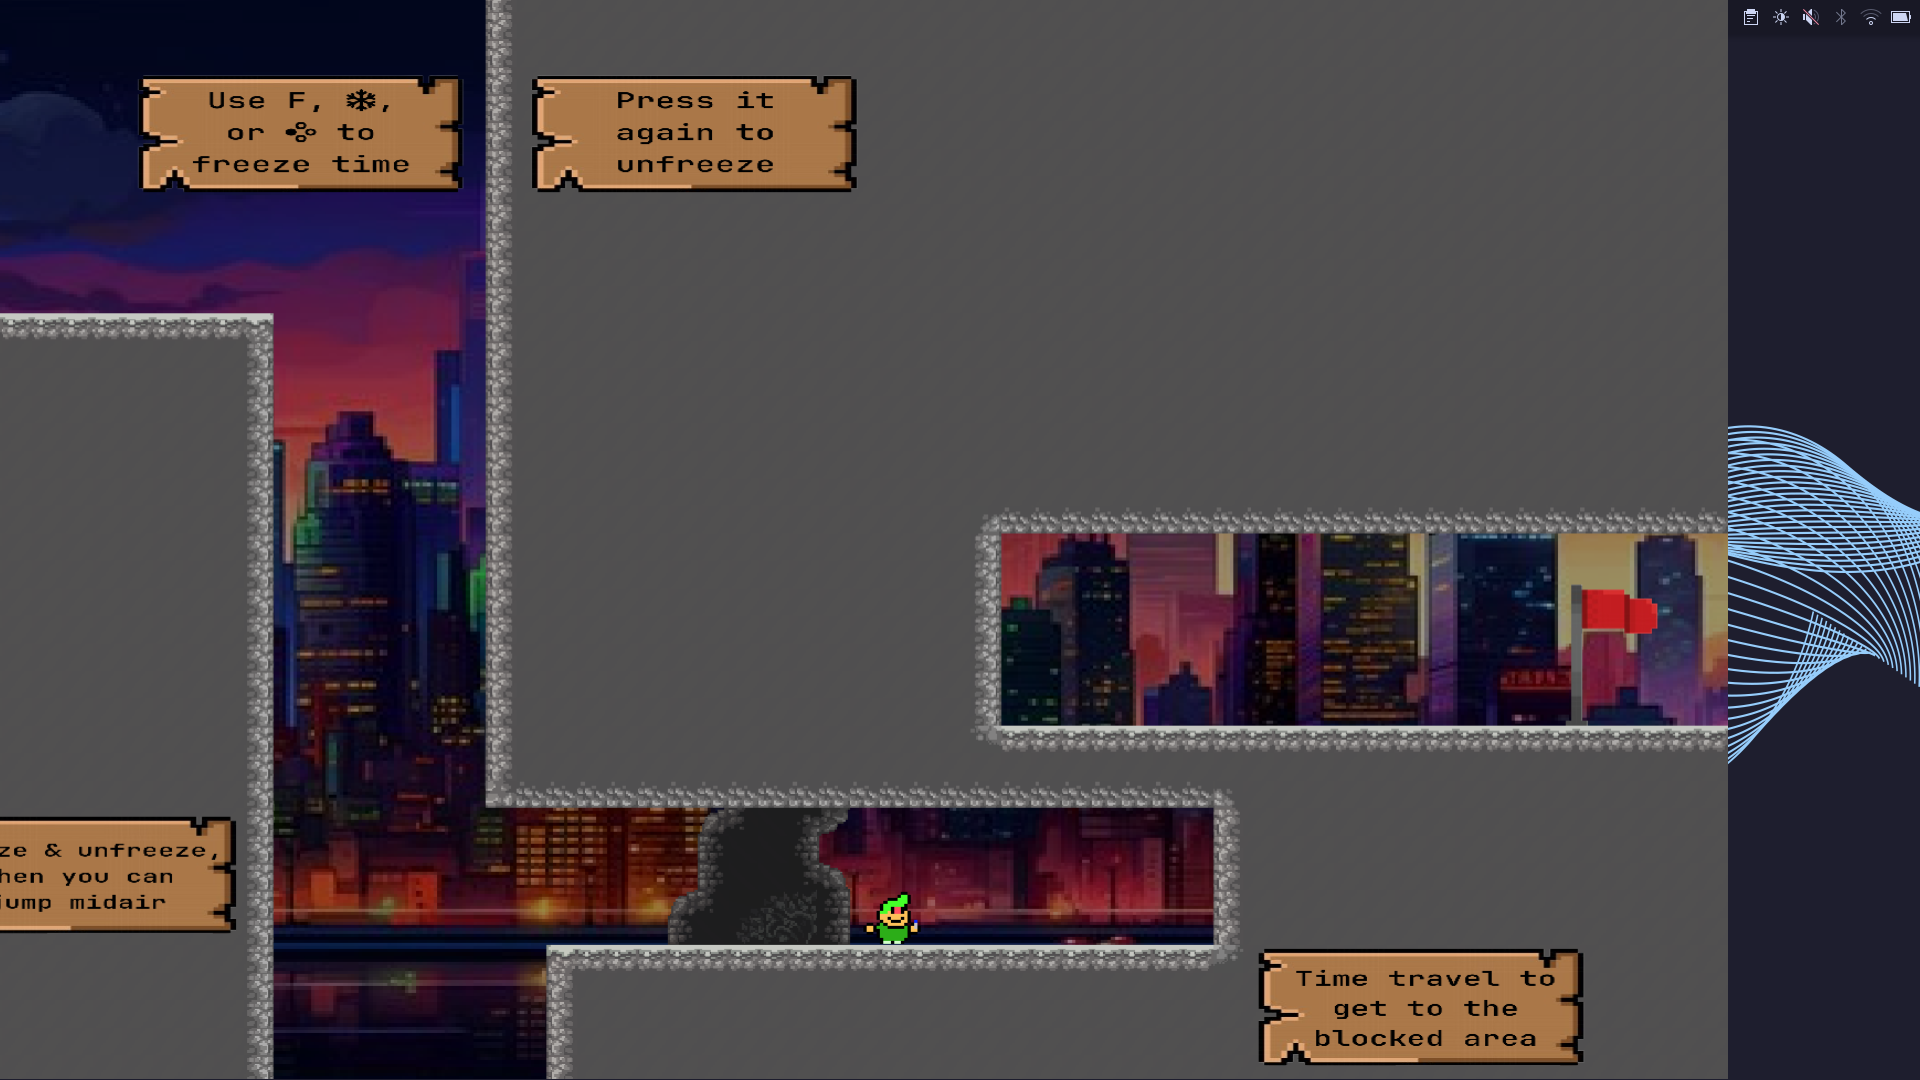 Use F, ❄,
or to
freeze time
Press it
again to
unfreeze
ze & unfreeze,
hen you can
ump midair
Time travel to
get to the
blocked area